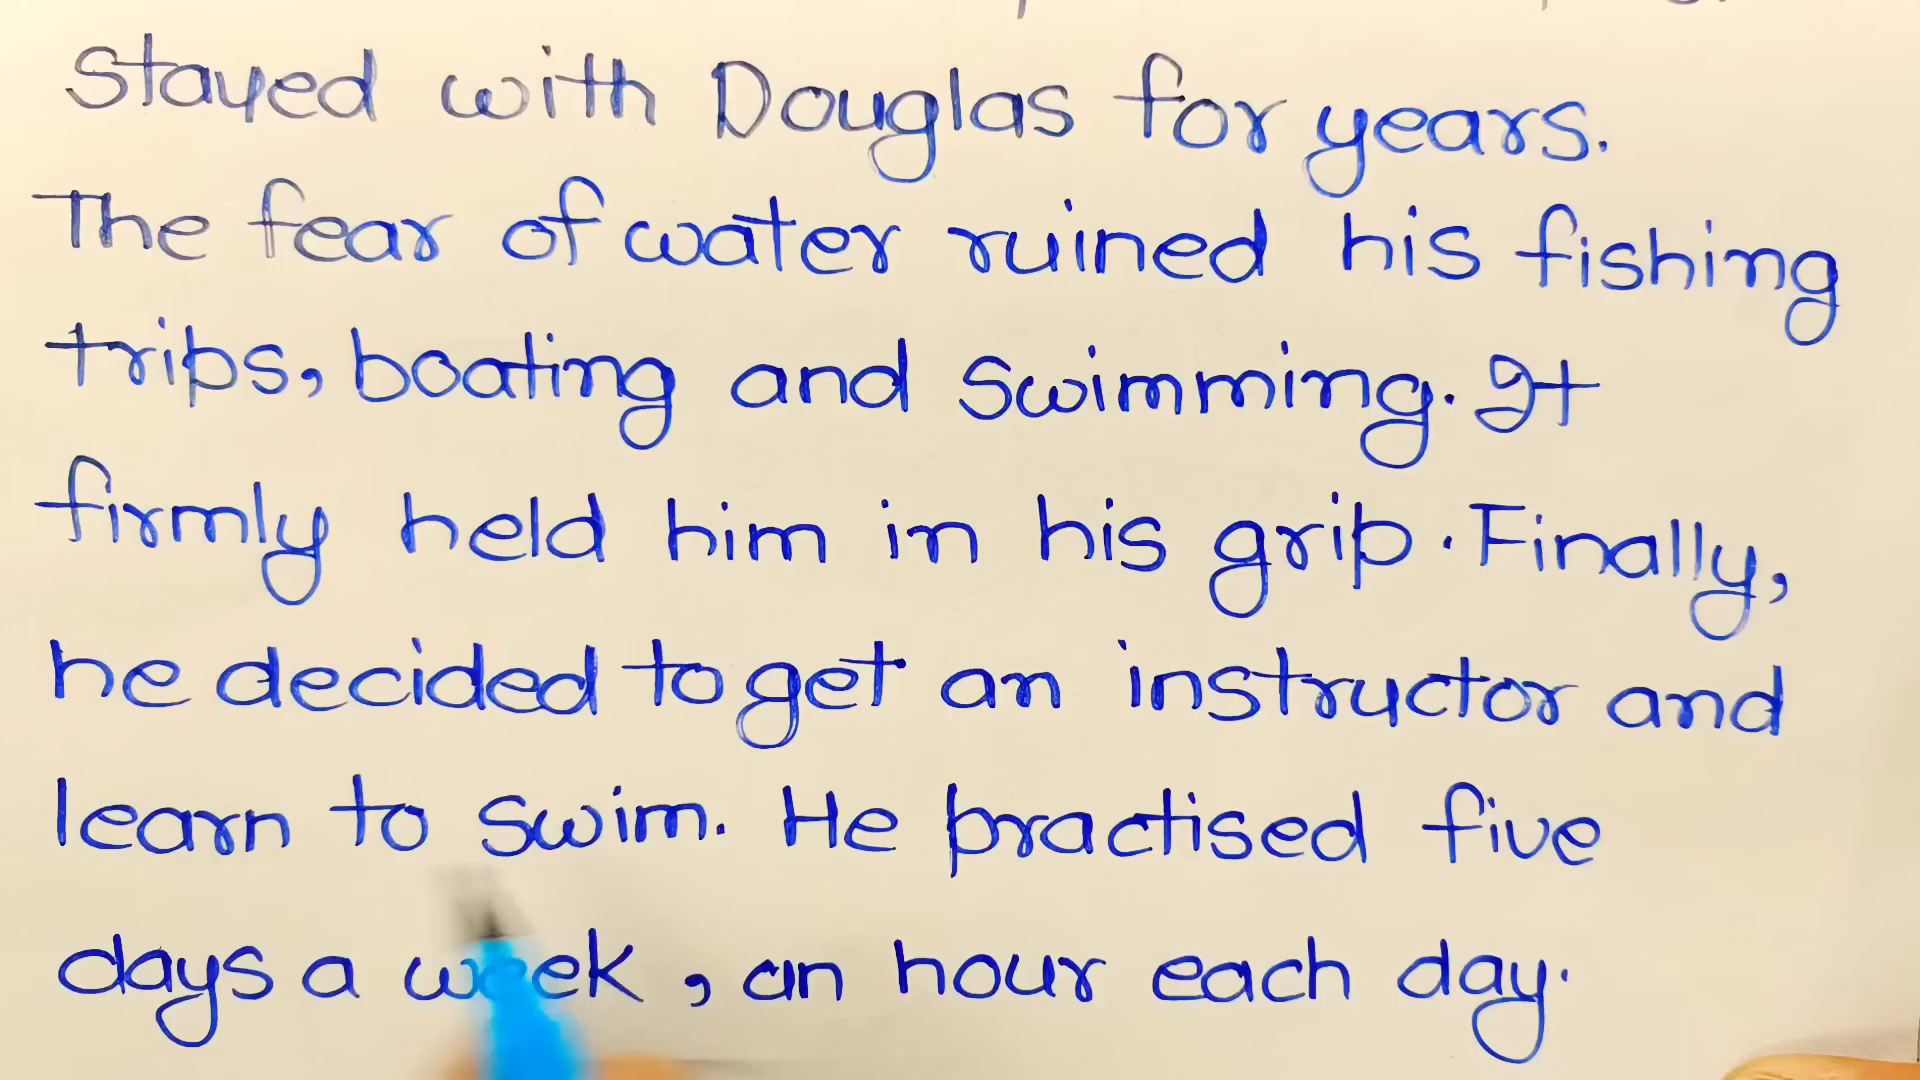 Stayed with Douglas for years.
The fear of water ruined his fishing
trips, boating and swimming. It
firmly held him in his grip. Finally,
he decided to get an instructor and
learn to swim. He practised five
days a week, an hour each day.